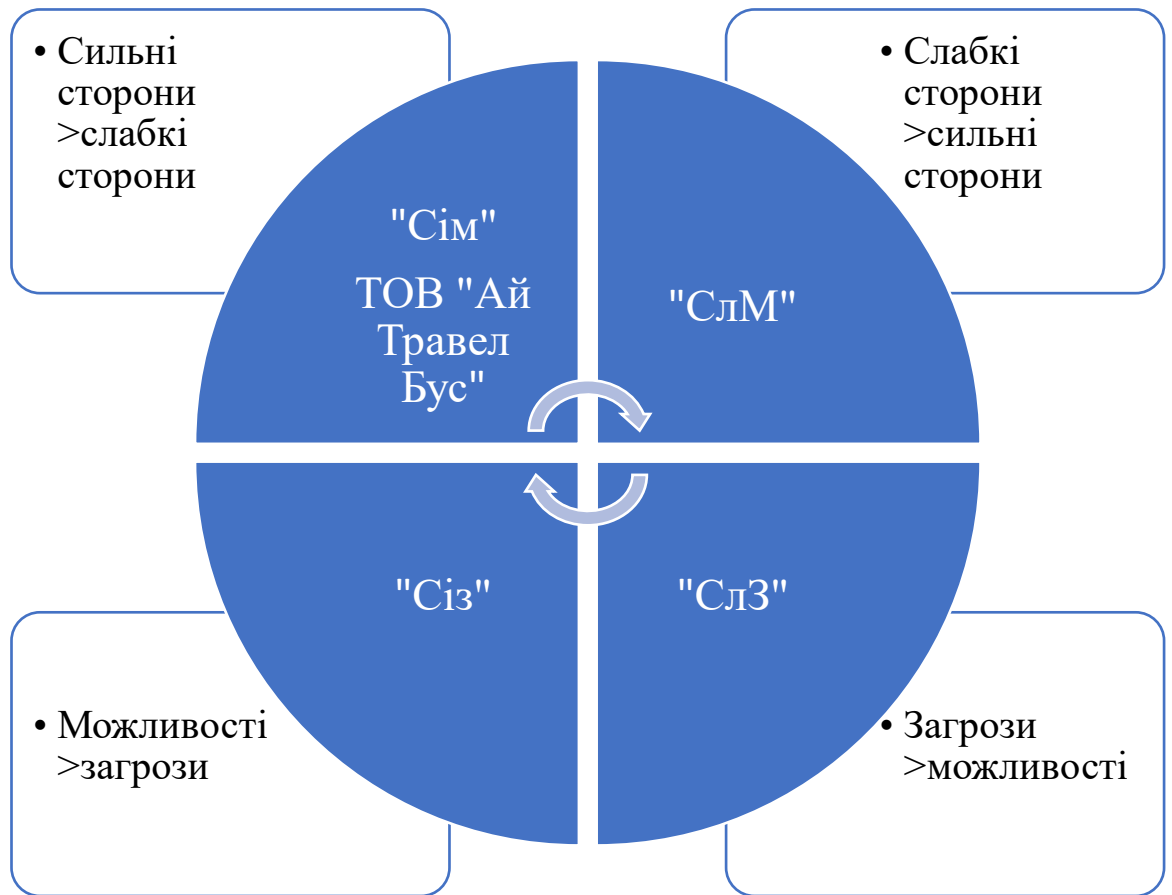 • Сильні
сторони
>слабкі
сторони
• Слабкі
сторони
>сильні
сторони
"Сім"
ТОВ "Ай
Травел
Бус"
"СлМ"
"Сіз"
"СлЗ"
• Можливості
>загрози
• Загрози
>можливості